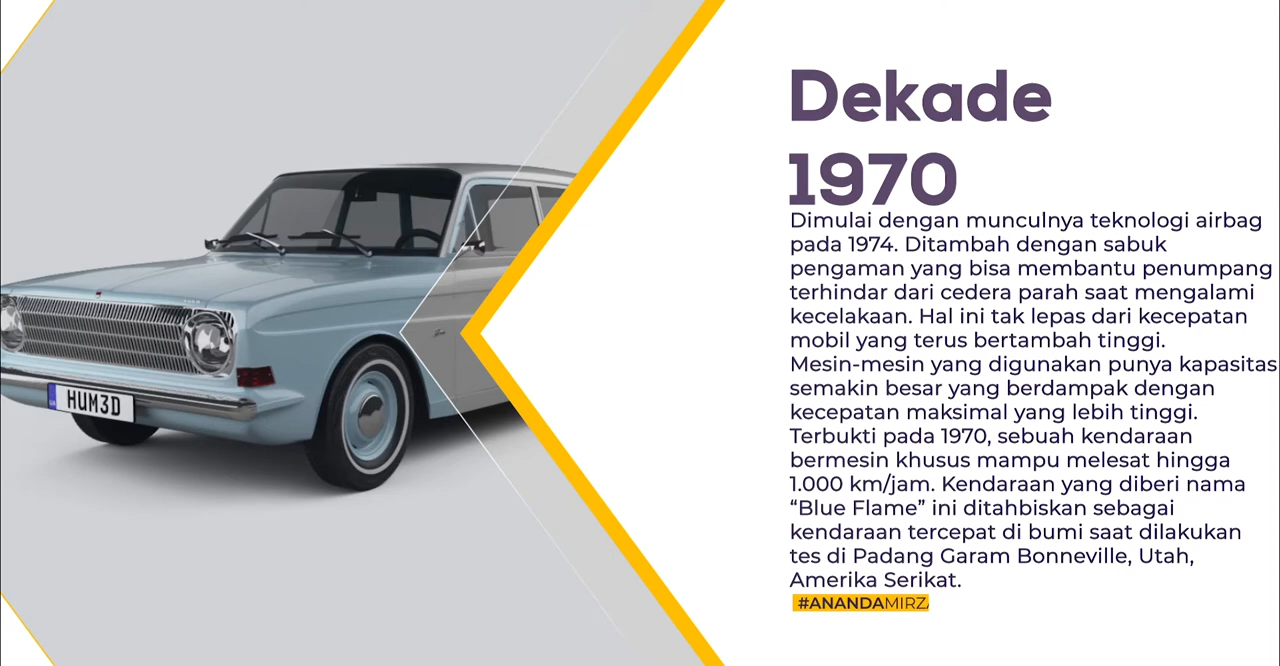 Dekade
1970
Dimulai dengan munculnya teknologi airbag
pada 1974. Ditambah dengan sabuk
pengaman yang bisa membantu penumpang
terhindar dari cedera parah saat mengalami
kecelakaan. Hal ini tak lepas dari kecepatan
mobil yang terus bertambah tinggi.
Mesin-mesin yang digunakan punya kapasitas
semakin besar yang berdampak dengan
kecepatan maksimal yang lebih tinggi.
Terbukti pada 1970, sebuah kendaraan
bermesin khusus mampu melesat hingga
1.000 km/jam. Kendaraan yang diberi nama
“Blue Flame” ini ditahbiskan sebagai
kendaraan tercepat di bumi saat dilakukan
tes di Padang Garam Bonneville, Utah,
Amerika Serikat.
#ANANDAMIRZ
HUM3D